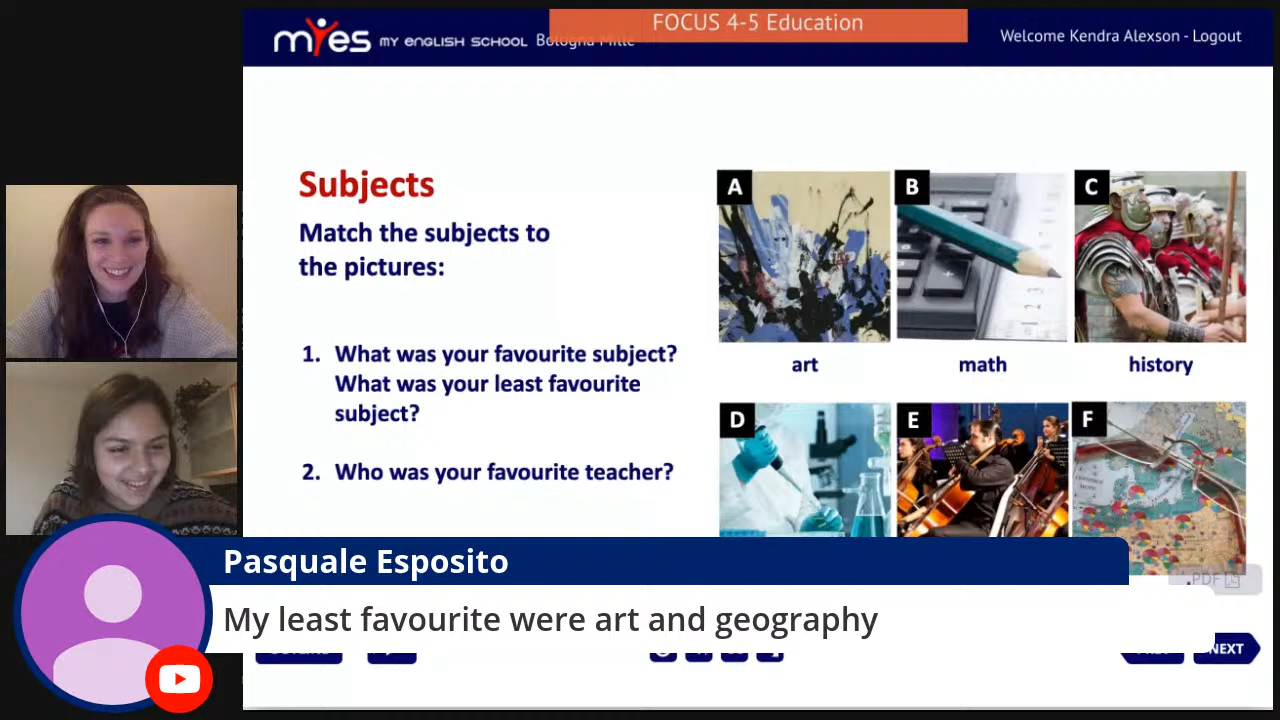 FOCUS 4-5 Education
myes MY ENGLISH SCHOOL Bologna Mille
Welcome Kendra Alexson - Logout
Subjects
Match the subjects to
the pictures:
1. What was your favourite subject?
What was your least favourite
subject?
2. Who was your favourite teacher?
A
B
C
art
math
history
D
E
F
PDF
Pasquale Esposito
My least favourite were art and geography
NEXT